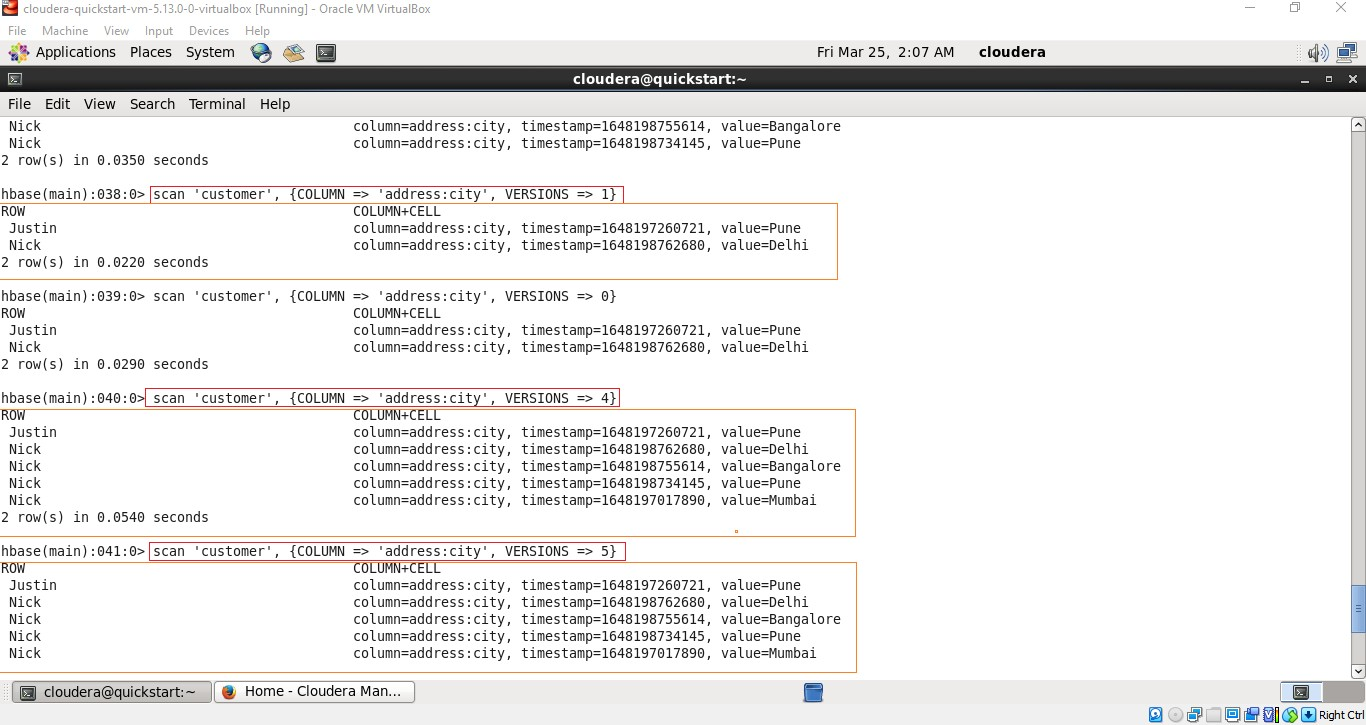 cloudera-quickstart-vm-5.13.0-0-virtualbox [Running] - Oracle VM VirtualBox
File Machine View Input Devices Help
Applications Places System Fri Mar 25, 2:07 AM cloudera
cloudera@quickstart:~
File Edit View Search Terminal Help
Nick column=address:city, timestamp=1648198755614, value=Bangalore
Nick column=address:city, timestamp=1648198734145, value=Pune
2 row(s) in 0.0350 seconds
hbase(main):038:0> scan 'customer', {COLUMN => 'address:city', VERSIONS => 1}
ROW COLUMN+CELL
Justin column=address:city, timestamp=1648197260721, value=Pune
Nick column=address:city, timestamp=1648198762680, value=Delhi
2 row(s) in 0.0220 seconds
hbase(main):039:0> scan 'customer', {COLUMN => 'address:city', VERSIONS => 0}
ROW COLUMN+CELL
Justin column=address:city, timestamp=1648197260721, value=Pune
Nick column=address:city, timestamp=1648198762680, value=Delhi
2 row(s) in 0.0290 seconds
hbase(main):040:0> scan 'customer', {COLUMN => 'address:city', VERSIONS => 4}
ROW COLUMN+CELL
Justin column=address:city, timestamp=1648197260721, value=Pune
Nick column=address:city, timestamp=1648198762680, value=Delhi
Nick column=address:city, timestamp=1648198755614, value=Bangalore
Nick column=address:city, timestamp=1648198734145, value=Pune
Nick column=address:city, timestamp=1648197017890, value=Mumbai
2 row(s) in 0.0540 seconds
hbase(main):041:0> scan 'customer', {COLUMN => 'address:city', VERSIONS => 5}
ROW COLUMN+CELL
Justin column=address:city, timestamp=1648197260721, value=Pune
Nick column=address:city, timestamp=1648198762680, value=Delhi
Nick column=address:city, timestamp=1648198755614, value=Bangalore
Nick column=address:city, timestamp=1648198734145, value=Pune
Nick column=address:city, timestamp=1648197017890, value=Mumbai
cloudera@quickstart:~ Home - Cloudera Man...
Right Ctrl